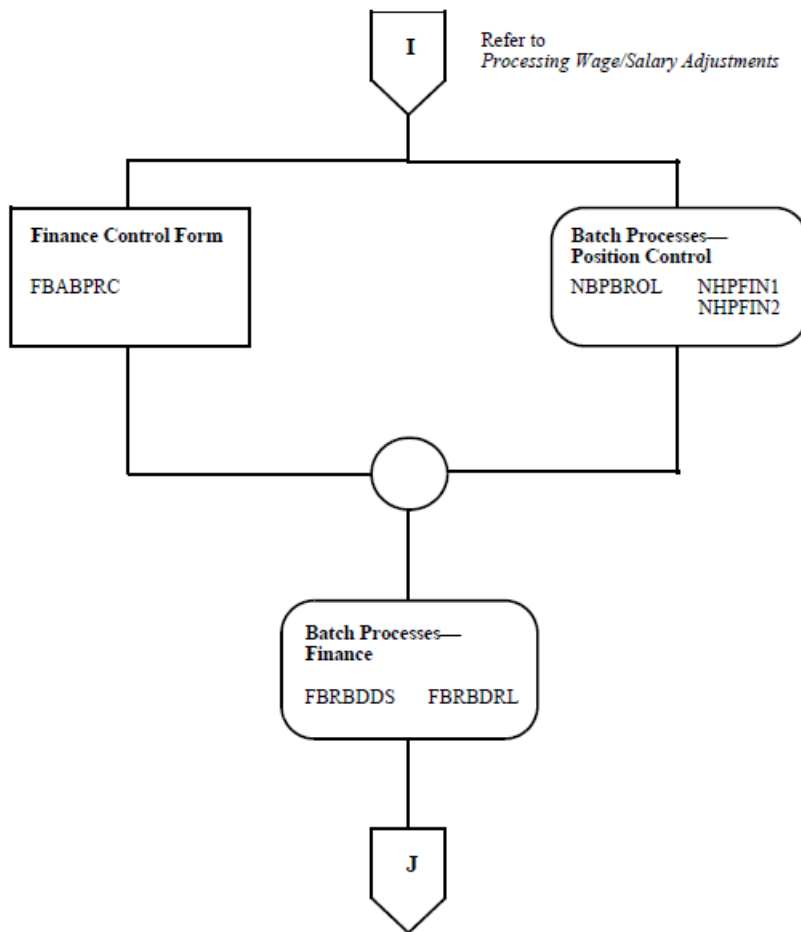 I
Refer to
Processing Wage/Salary Adjustments
Finance Control Form
FBABPRC
Batch Processes—
Position Control
NBPBROL NHPFIN1
NHPFIN2
Batch Processes—
Finance
FBRBDDS FBRBDRL
J